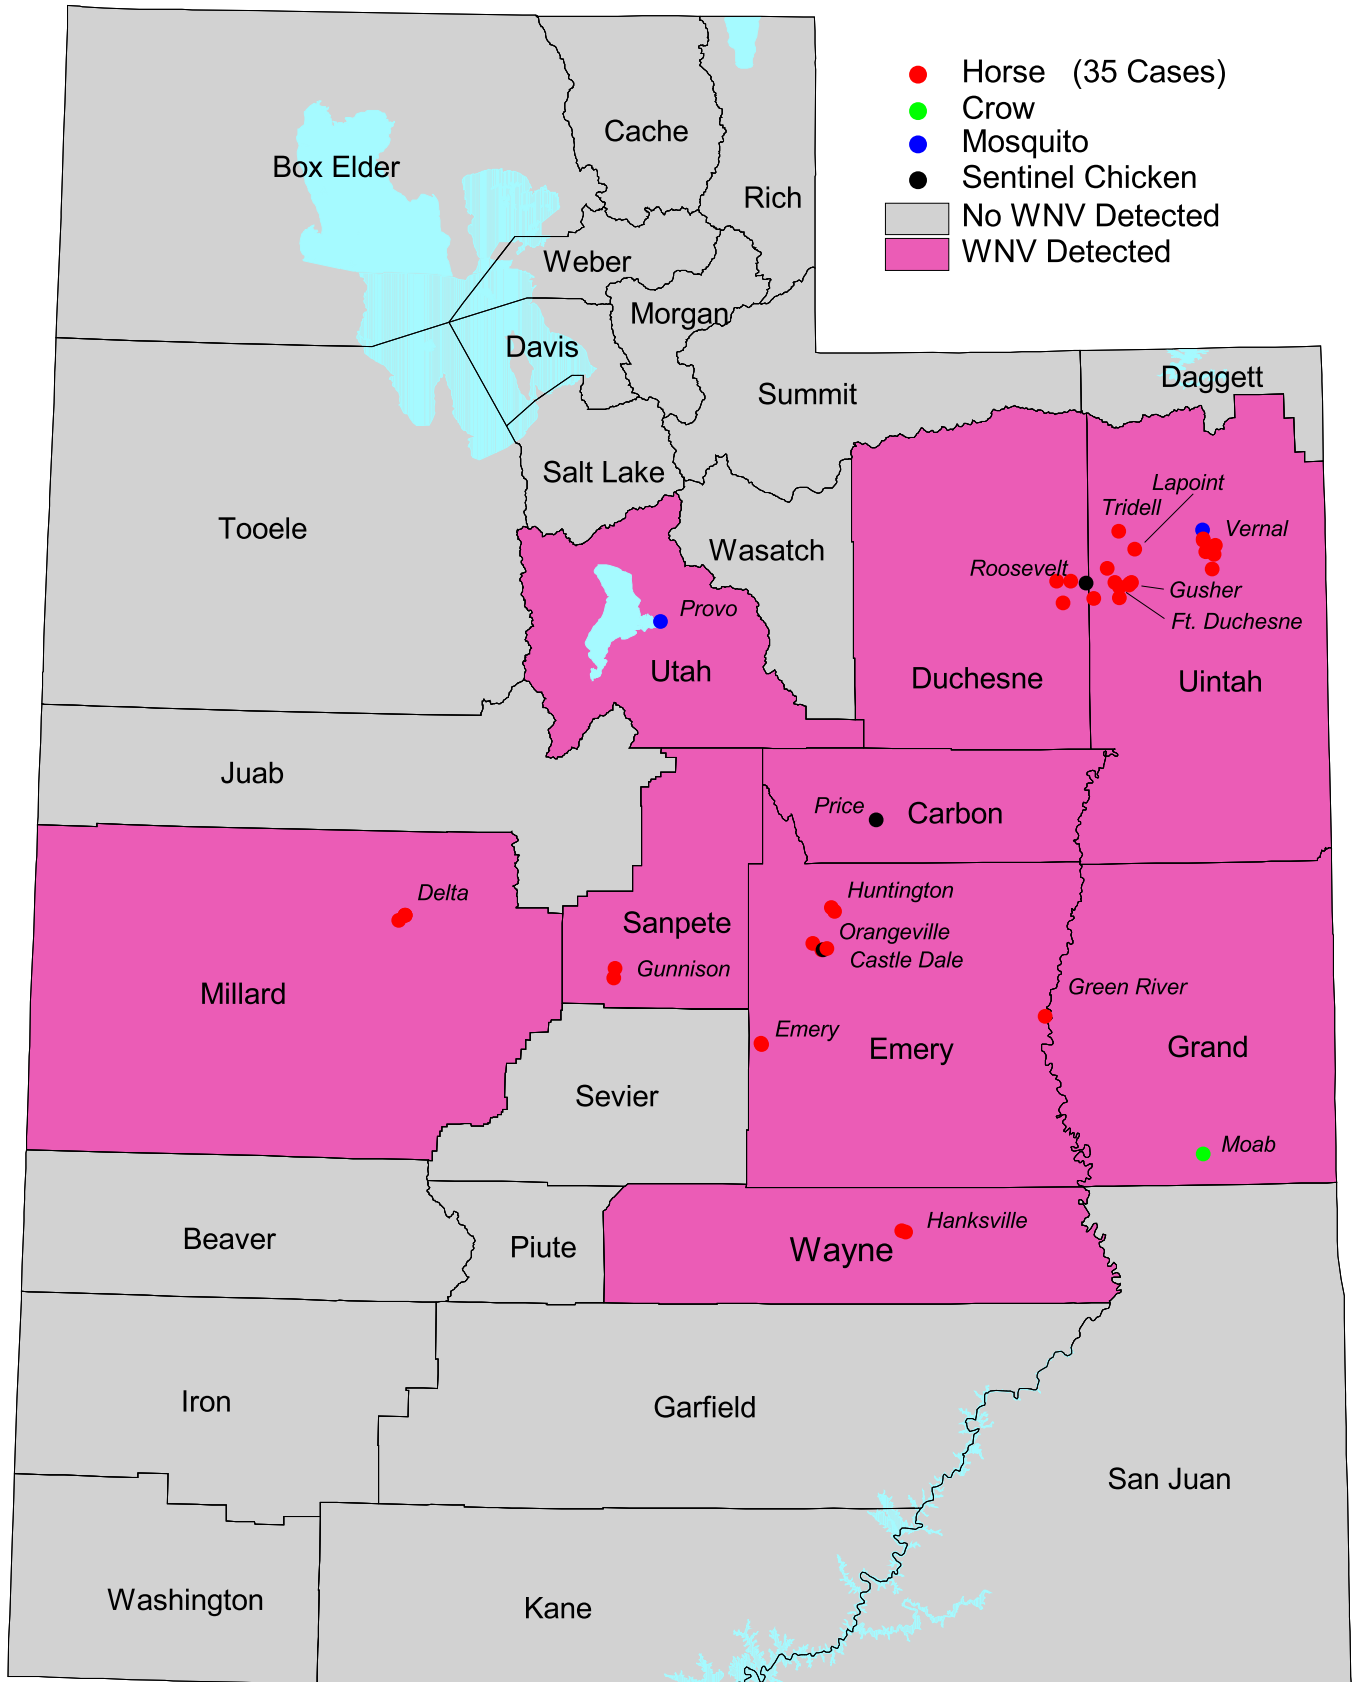 Horse (35 Cases)
Crow
Mosquito
Sentinel Chicken
No WNV Detected
WNV Detected
Cache
Box Elder
Rich
Weber
Morgan
Davis
Daggett
Summit
Salt Lake
Lapoint
Tridell
Tooele
Vernal
Wasatch
Roosevelt
Gusher
Provo
Ft. Duchesne
Utah
Duchesne
Uintah
Juab
Price
Carbon
Delta
Huntington
Sanpete
Orangeville
Castle Dale
Gunnison
Millard
Green River
Emery
Emery
Grand
Sevier
Moab
Hanksville
Beaver
Piute
Wayne
Iron
Garfield
San Juan
Washington
Kane